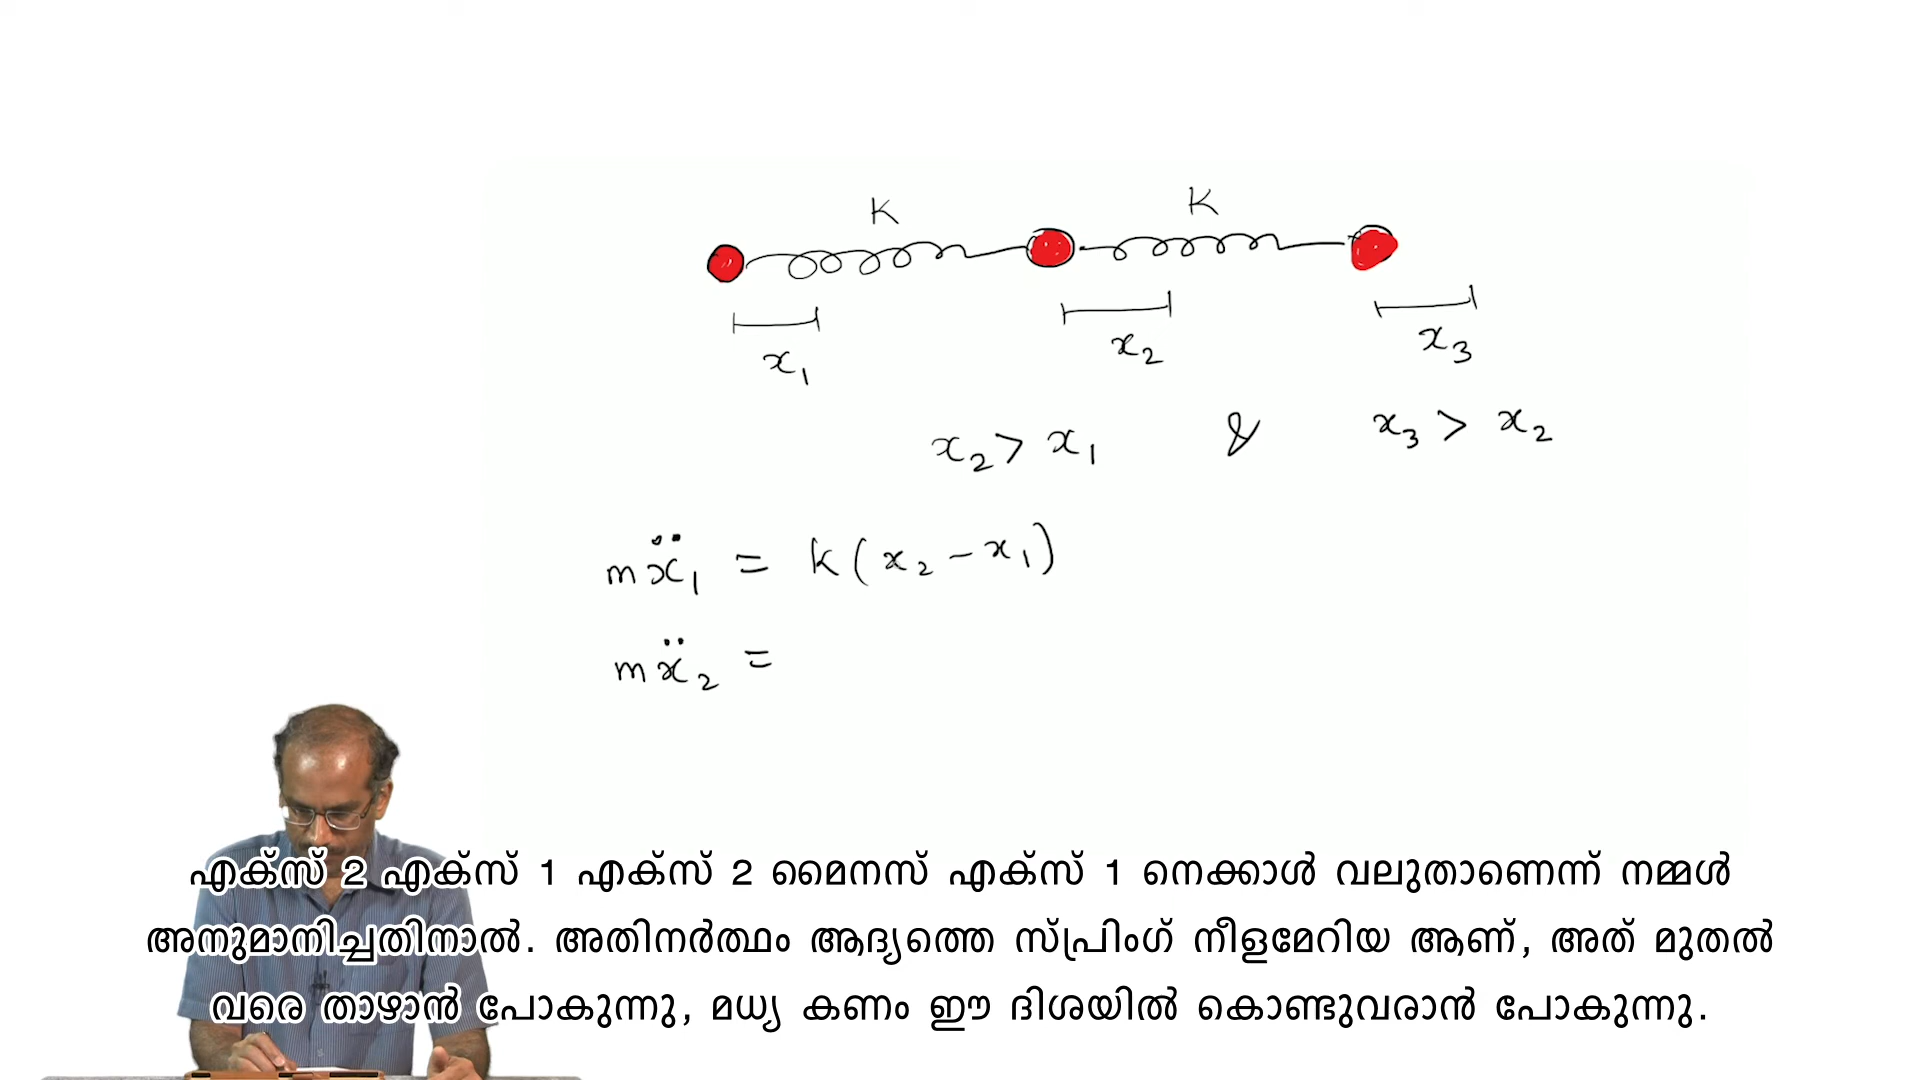 K K
x₁ x₂ x₃
x₂ > x₁ & x₃ > x₂
mẍ₁ = k(x₂ − x₁)
mẍ₂ =
എക്സ് 2 എക്സ് 1 എക്സ് 2 മൈനസ് എക്സ് 1 നെക്കാൾ വലുതാണെന്ന് നമ്മൾ
അനുമാനിച്ചതിനാൽ. അതിനർത്ഥം ആദ്യത്തെ സ്പ്രിംഗ് നീളമേറിയ ആണ്, അത് മുതൽ
വരെ താഴാൻ പോകുന്നു, മധ്യ കണം ഈ ദിശയിൽ കൊണ്ടുവരാൻ പോകുന്നു.